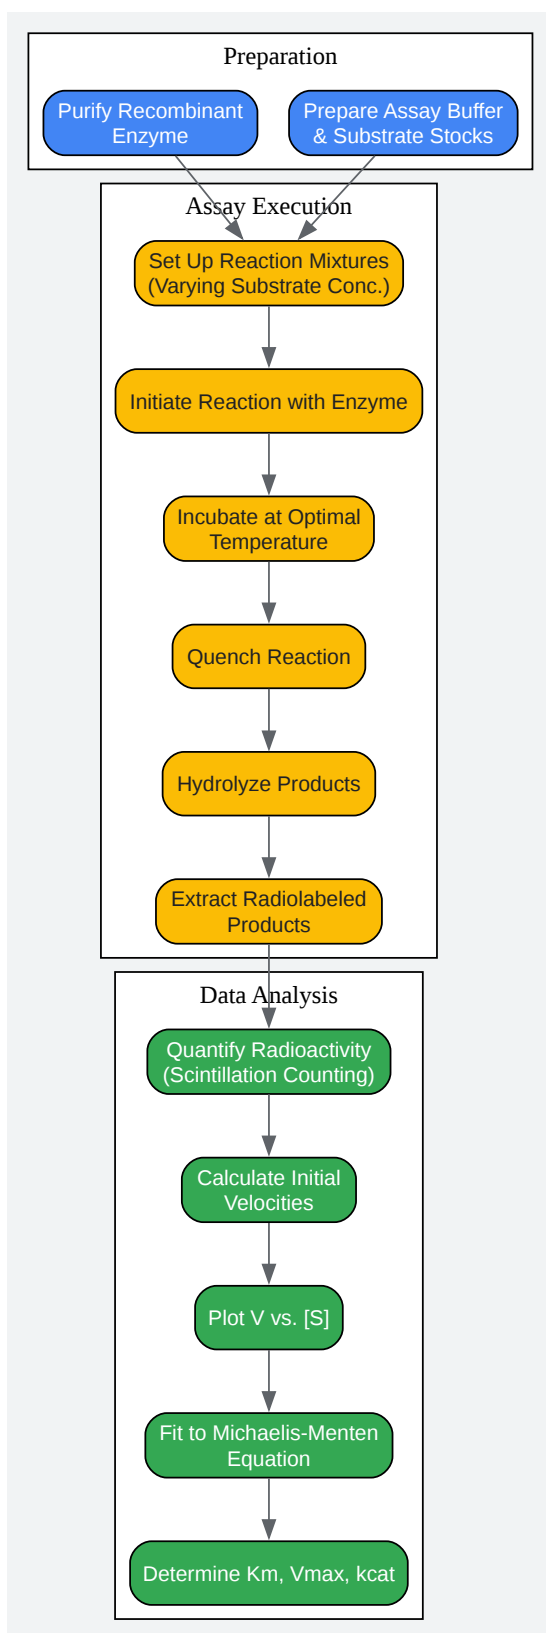 Preparation
Purify Recombinant
Enzyme
Prepare Assay Buffer
& Substrate Stocks
Assay Execution
Set Up Reaction Mixtures
(Varying Substrate Conc.)
Initiate Reaction with Enzyme
Incubate at Optimal
Temperature
Quench Reaction
Hydrolyze Products
Extract Radiolabeled
Products
Data Analysis
Quantify Radioactivity
(Scintillation Counting)
Calculate Initial
Velocities
Plot V vs. [S]
Fit to Michaelis-Menten
Equation
Determine Km, Vmax, kcat